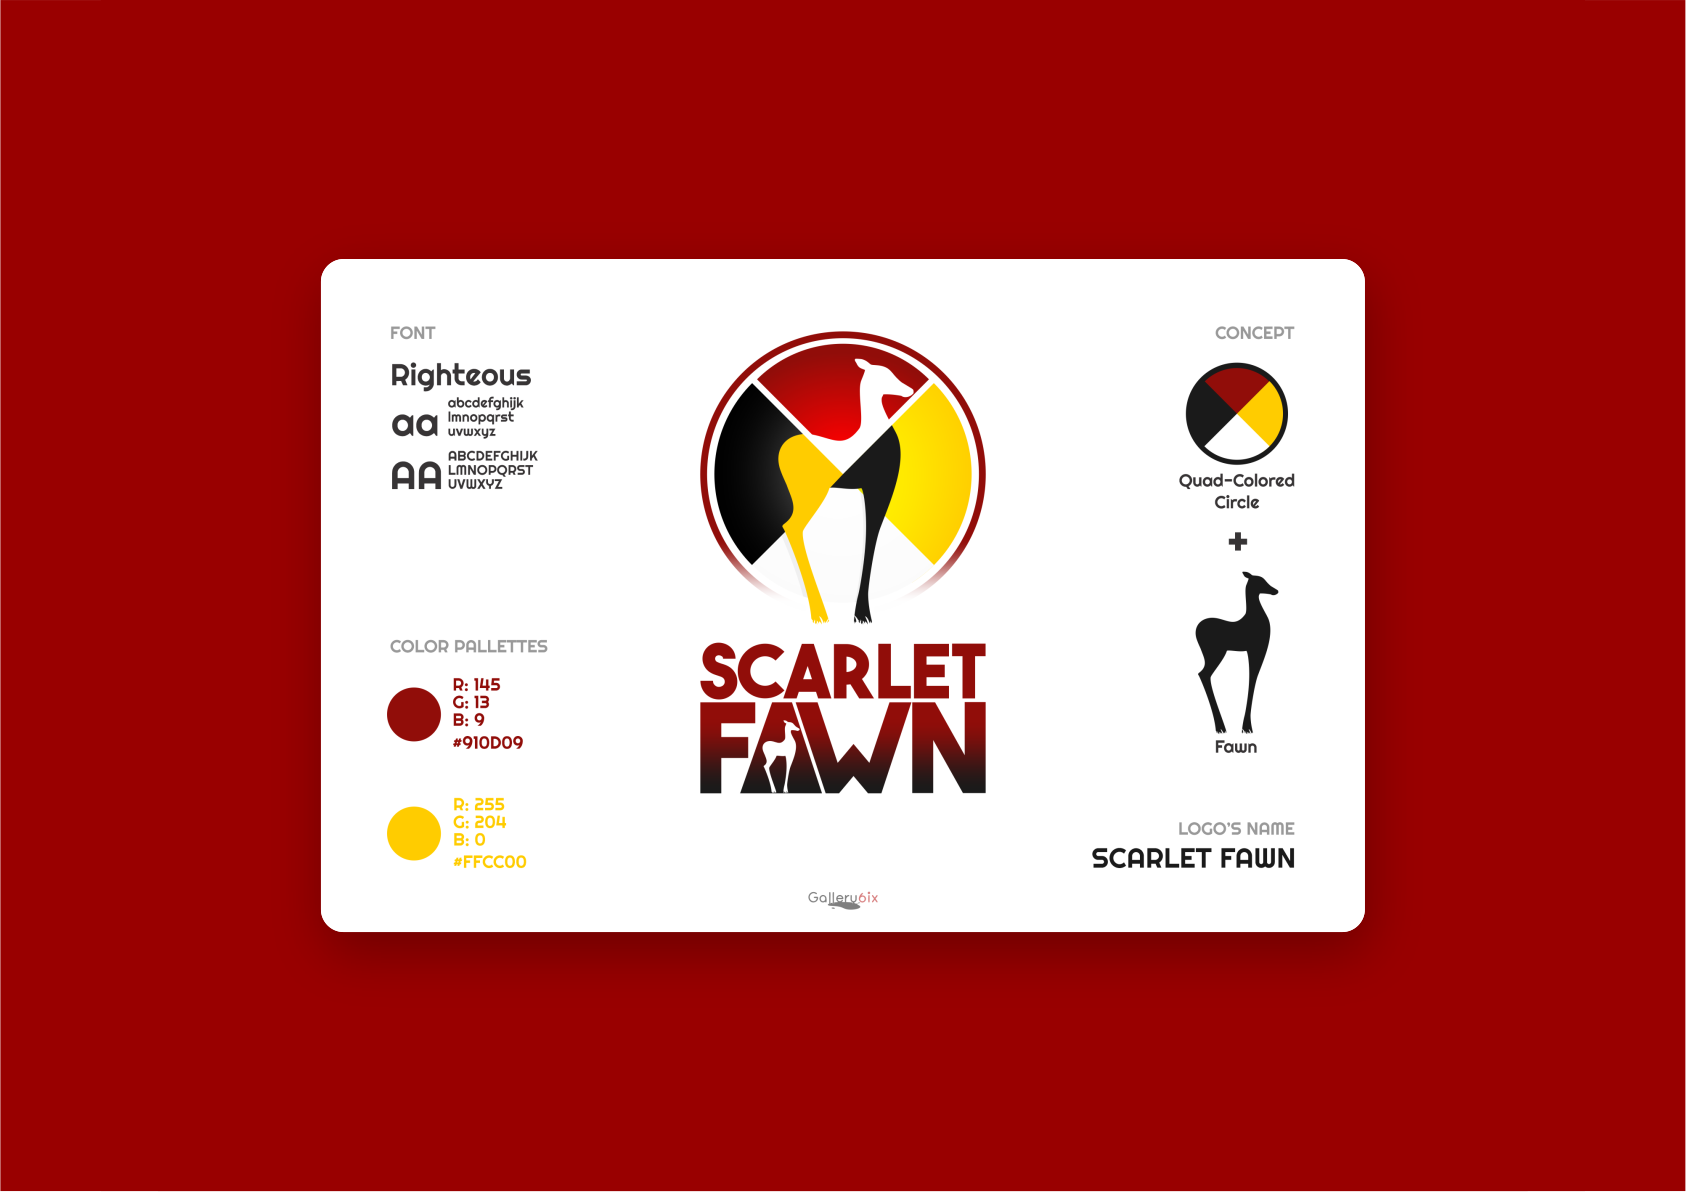 FONT
Righteous
aa
abcdefghijk
lmnopqrst
uvwxyz
AA
ABCDEFGHIJK
LMNOPQRST
UVWXYZ
COLOR PALLETTES
R: 145
G: 13
B: 9
#910D09
R: 255
G: 204
B: 0
#FFCC00
SCARLET
FAWN
Gallery6ix
CONCEPT
Quad-Colored
Circle
+
Fawn
LOGO'S NAME
SCARLET FAWN